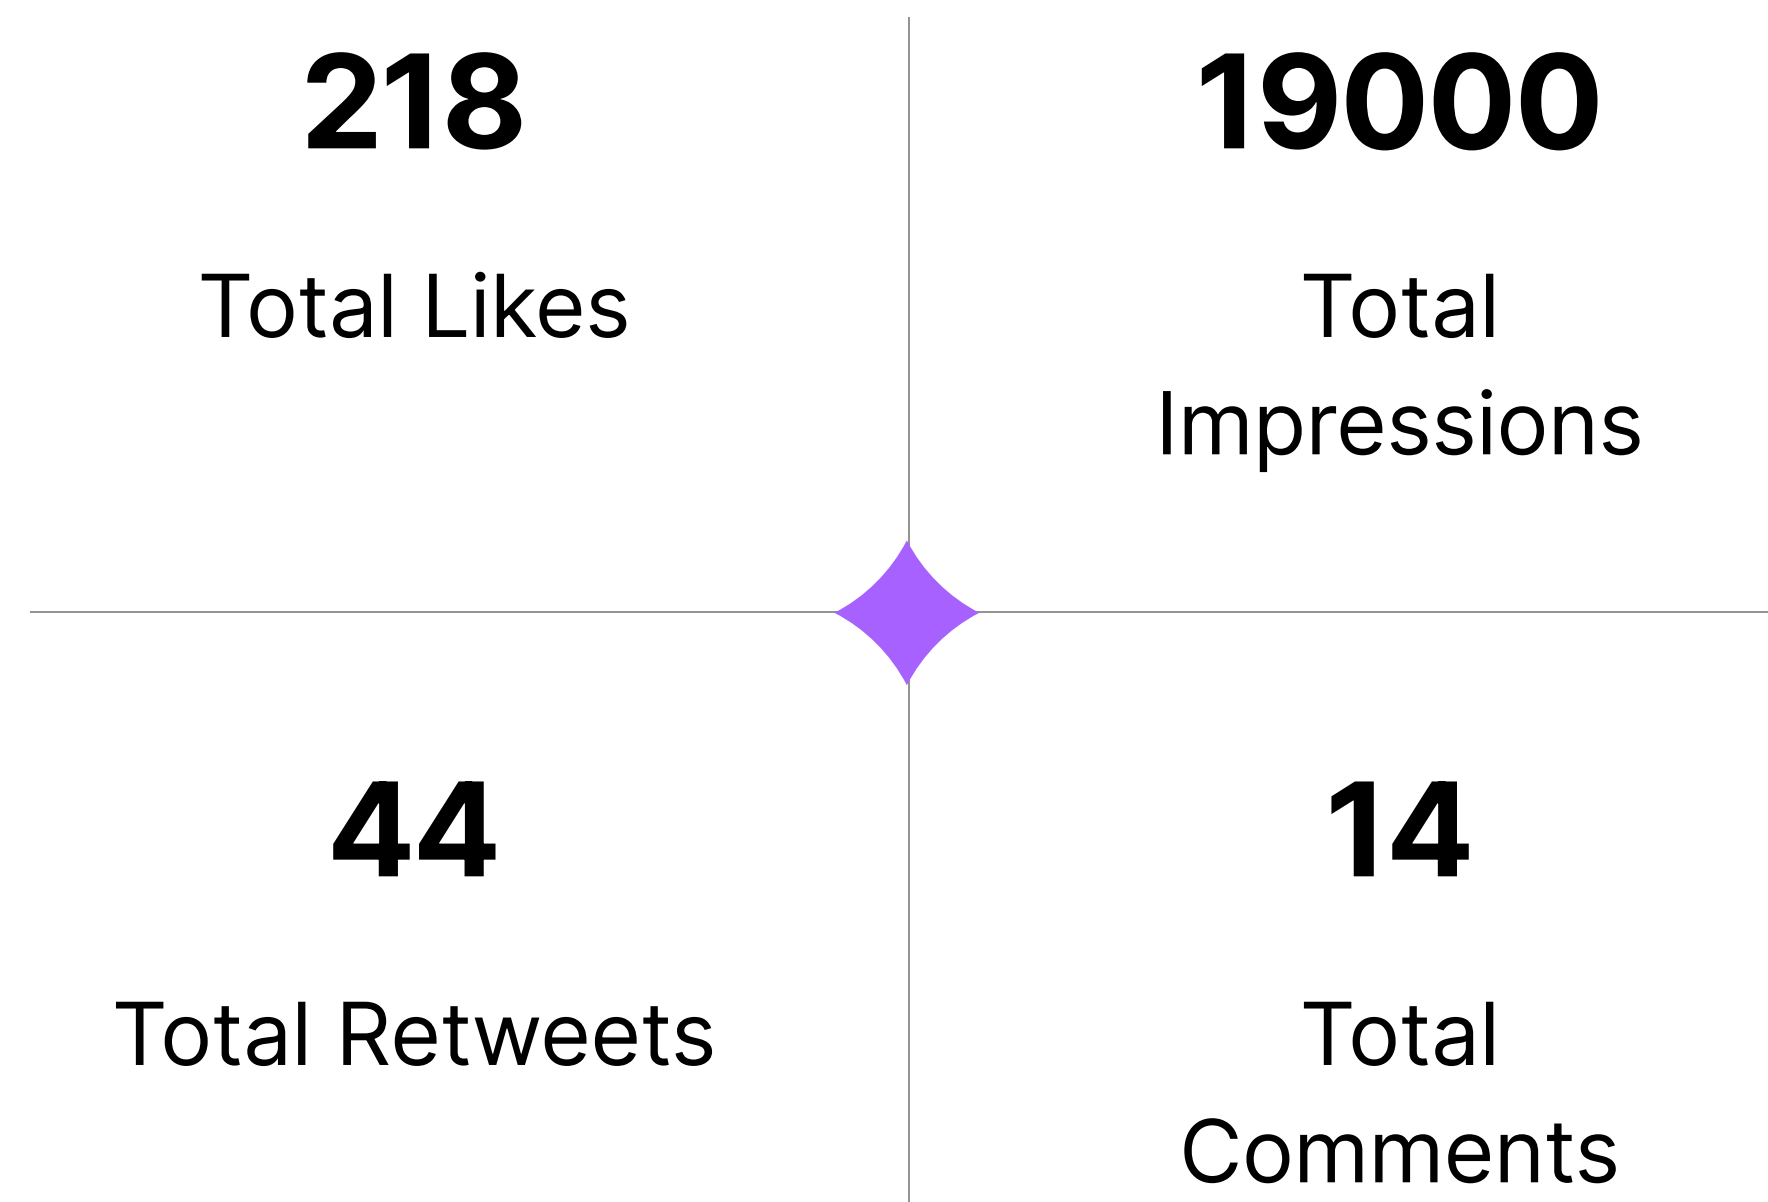 218
Total Likes
19000
Total
Impressions
44
Total Retweets
14
Total
Comments